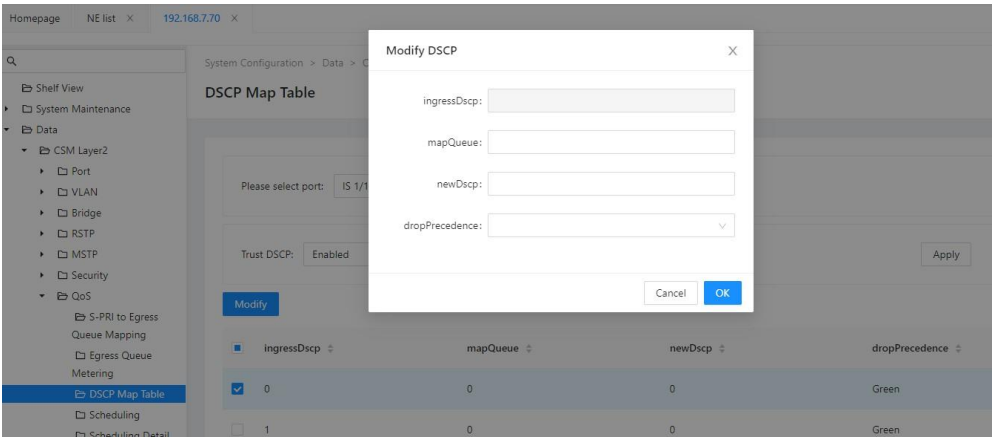 Homepage NE list × 192.168.7.70 ×
Shelf View
System Maintenance
Data
CSM Layer2
Port
VLAN
Bridge
RSTP
MSTP
Security
QoS
S-PRI to Egress
Queue Mapping
Egress Queue
Metering
DSCP Map Table
Scheduling
Scheduling Detail
System Configuration > Data >
DSCP Map Table
Please select port: IS 1/1
Trust DSCP: Enabled
Apply
Modify
ingressDscp mapQueue newDscp dropPrecedence
0 0 0 Green
1 0 0 Green
Modify DSCP
ingressDscp:
mapQueue:
newDscp:
dropPrecedence:
Cancel OK